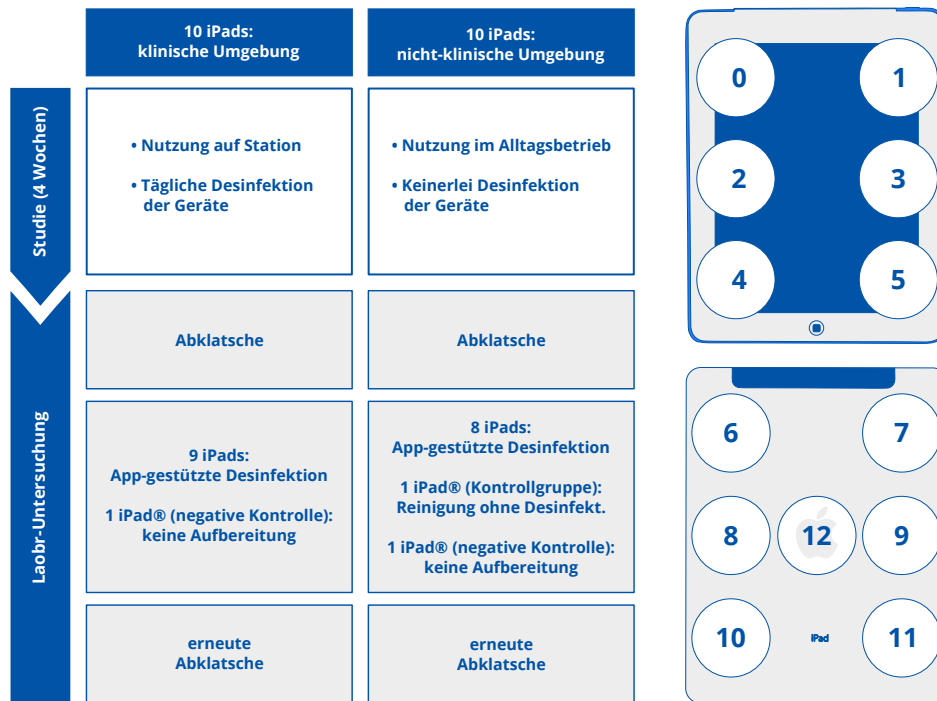 10 iPads:
klinische Umgebung
10 iPads:
nicht-klinische Umgebung
Studie (4 Wochen)
• Nutzung auf Station
• Tägliche Desinfektion
der Geräte
• Nutzung im Alltagsbetrieb
• Keinerlei Desinfektion
der Geräte
Laobr-Untersuchung
Abklatsche
Abklatsche
9 iPads:
App-gestützte Desinfektion
1 iPad® (negative Kontrolle):
keine Aufbereitung
8 iPads:
App-gestützte Desinfektion
1 iPad® (Kontrollgruppe):
Reinigung ohne Desinfekt.
1 iPad® (negative Kontrolle):
keine Aufbereitung
erneute
Abklatsche
erneute
Abklatsche
0 1
2 3
4 5
6 7
8 12 9
10 iPad 11